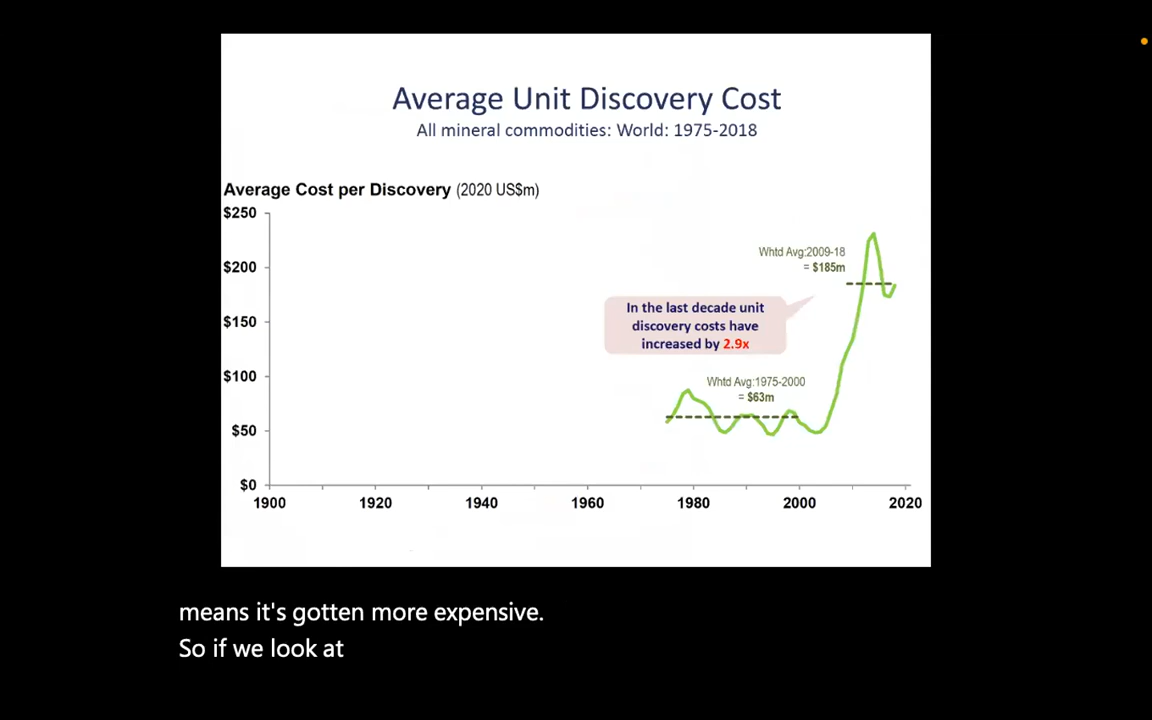 Average Unit Discovery Cost
All mineral commodities: World: 1975-2018
Average Cost per Discovery (2020 US$m)
$250
$200
$150
$100
$50
$0
Whtd Avg:2009-18
= $185m
In the last decade unit
discovery costs have
increased by 2.9x
Whtd Avg:1975-2000
= $63m
1900 1920 1940 1960 1980 2000 2020
means it's gotten more expensive.
So if we look at